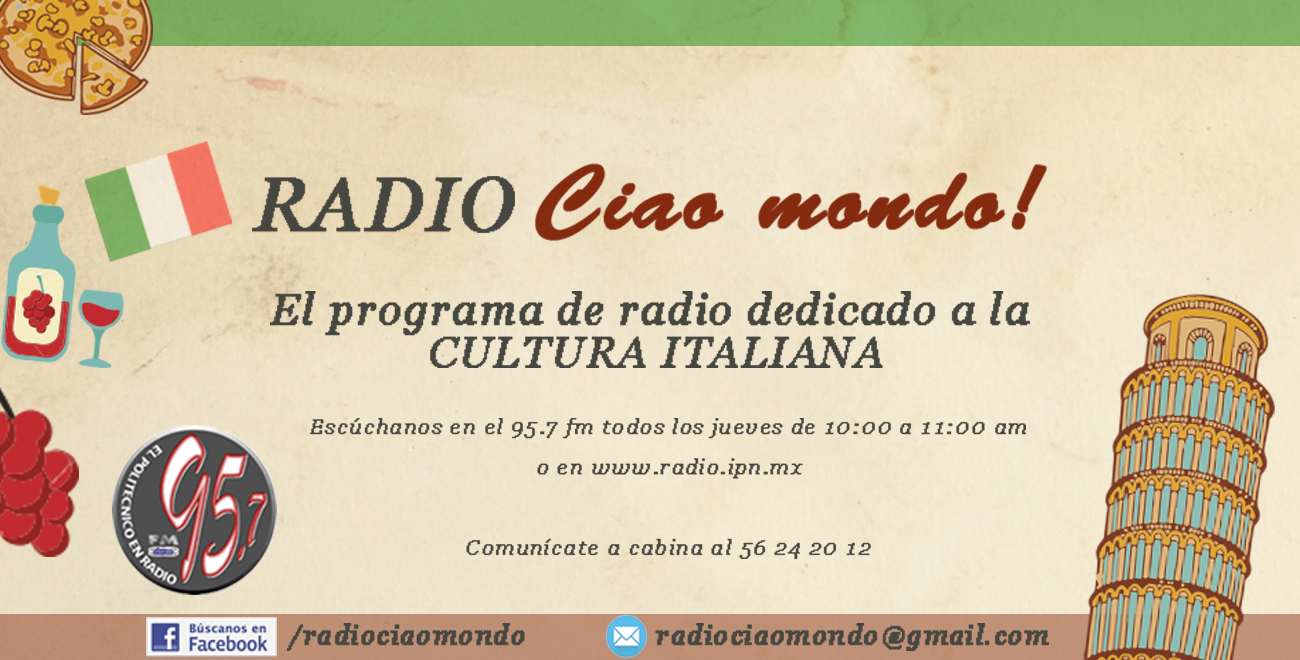 RADIO Ciao mondo!
El programa de radio dedicado a la
CULTURA ITALIANA
Escúchanos en el 95.7 fm todos los jueves de 10:00 a 11:00 am
o en www.radio.ipn.mx
EL POLITECNICO EN RADIO
95.7
FM
Comunícate a cabina al 56 24 20 12
Búscanos en
Facebook
/radiociaomondo
radiociaomondo@gmail.com